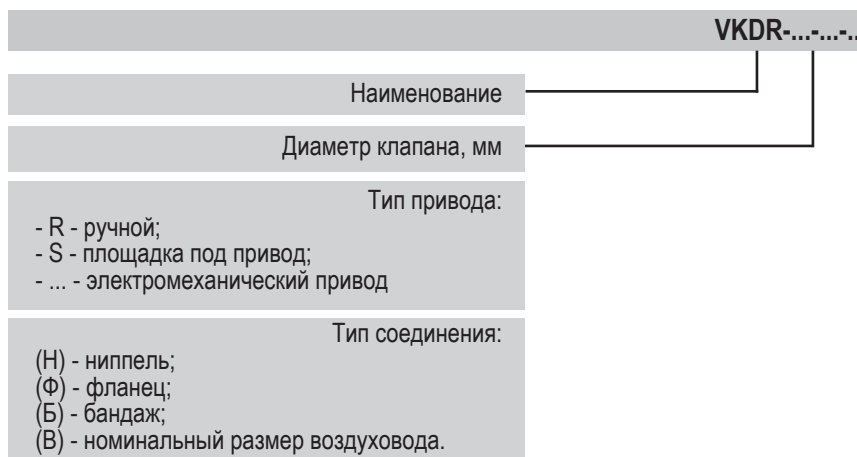 VKDR-...-...-..
Наименование
Диаметр клапана, мм
Тип привода:
- R - ручной;
- S - площадка под привод;
- ... - электромеханический привод
Тип соединения:
(Н) - ниппель;
(Ф) - фланец;
(Б) - бандаж;
(В) - номинальный размер воздуховода.